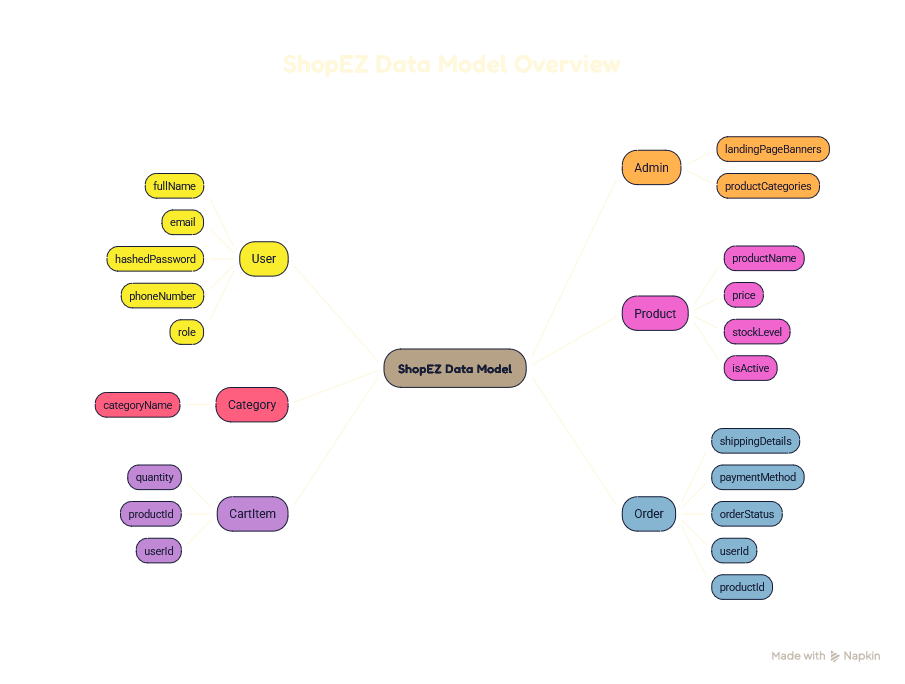 ShopEZ Data Model Overview
ShopEZ Data Model
User
fullName
email
hashedPassword
phoneNumber
role
Category
categoryName
CartItem
quantity
productId
userId
Admin
landingPageBanners
productCategories
Product
productName
price
stockLevel
isActive
Order
shippingDetails
paymentMethod
orderStatus
userId
productId
Made with Napkin